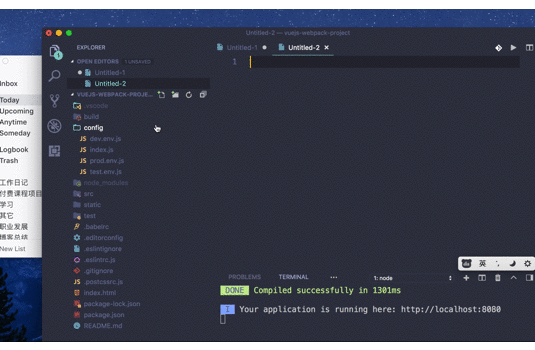 Untitled-2 — vuejs-webpack-project
Inbox
Today
Upcoming
Anytime
Someday
Logbook
Trash
工作日记
付费课程项目
学习
其它
职业发展
博客总结
New List
EXPLORER
OPEN EDITORS 1 UNSAVED
Untitled-1
Untitled-2
VUEJS-WEBPACK-PROJE...
.vscode
build
config
JS dev.env.js
JS index.js
JS prod.env.js
JS test.env.js
node_modules
src
static
test
.babelrc
.editorconfig
.eslintignore
.eslintrc.js
.gitignore
JS .postcssrc.js
index.html
package-lock.json
package.json
README.md
Untitled-1
Untitled-2
1
英
PROBLEMS TERMINAL ... 1: node
DONE Compiled successfully in 1301ms
I Your application is running here: http://localhost:8080